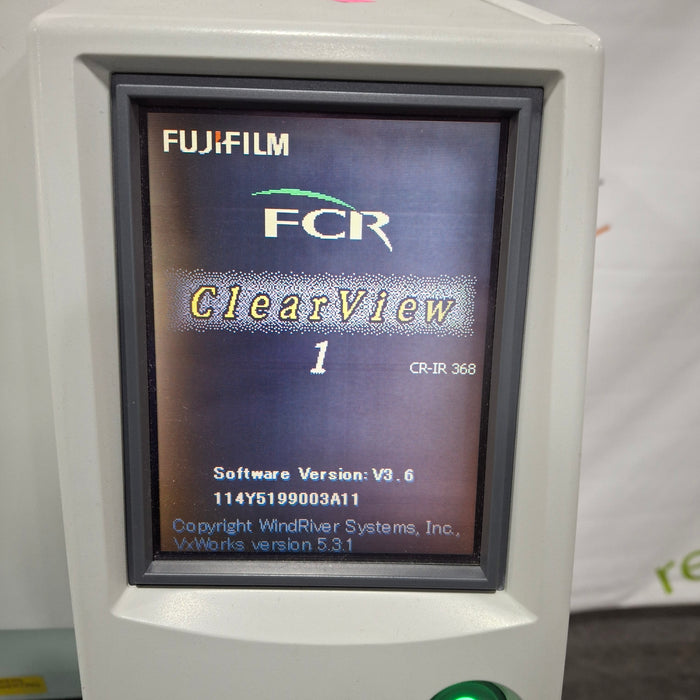 FUJIFILM
FCR
ClearView
1
CR-IR 368
Software Version: V3.6
114Y5199003A11
Copyright WindRiver Systems, Inc.,
VxWorks version 5.3.1
re